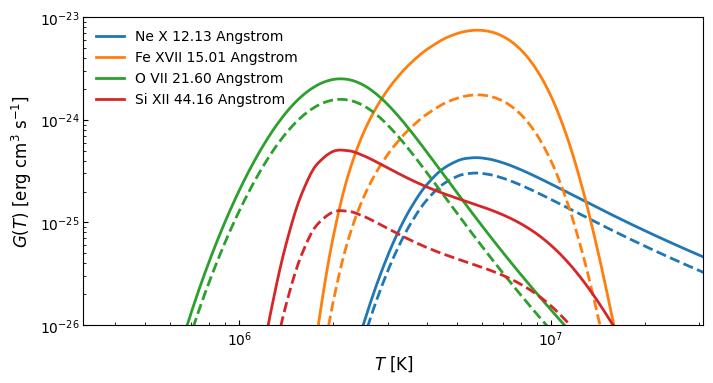 10⁻²³
10⁻²⁴
10⁻²⁵
10⁻²⁶
G(T) [erg cm³ s⁻¹]
Ne X 12.13 Angstrom
Fe XVII 15.01 Angstrom
O VII 21.60 Angstrom
Si XII 44.16 Angstrom
10⁶
10⁷
T [K]